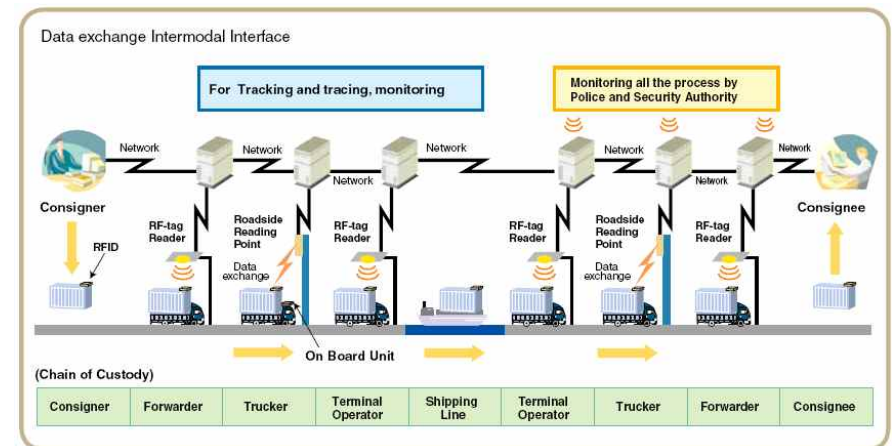 Data exchange Intermodal Interface
For Tracking and tracing, monitoring
Monitoring all the process by
Police and Security Authority
Network
Network
Network
Network
Network
Network
Network
Consigner
Consignee
RFID
RF-tag
Reader
Roadside
Reading
Point
RF-tag
Reader
RF-tag
Reader
Roadside
Reading
Point
RF-tag
Reader
Data
exchange
Data
exchange
On Board Unit
(Chain of Custody)
Consigner
Forwarder
Trucker
Terminal
Operator
Shipping
Line
Terminal
Operator
Trucker
Forwarder
Consignee